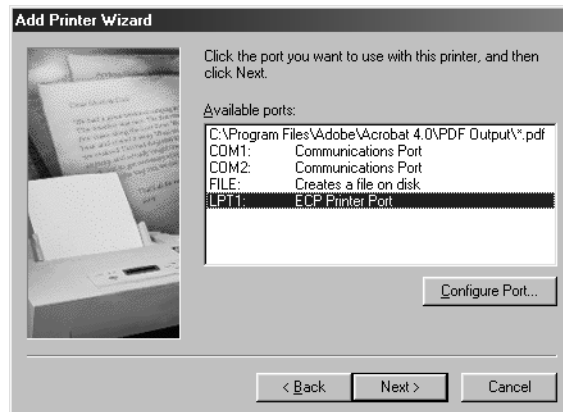 Add Printer Wizard
Click the port you want to use with this printer, and then
click Next.
Available ports:
C:\Program Files\Adobe\Acrobat 4.0\PDF Output\*.pdf
COM1: Communications Port
COM2: Communications Port
FILE: Creates a file on disk
LPT1: ECP Printer Port
Configure Port...
< Back
Next >
Cancel